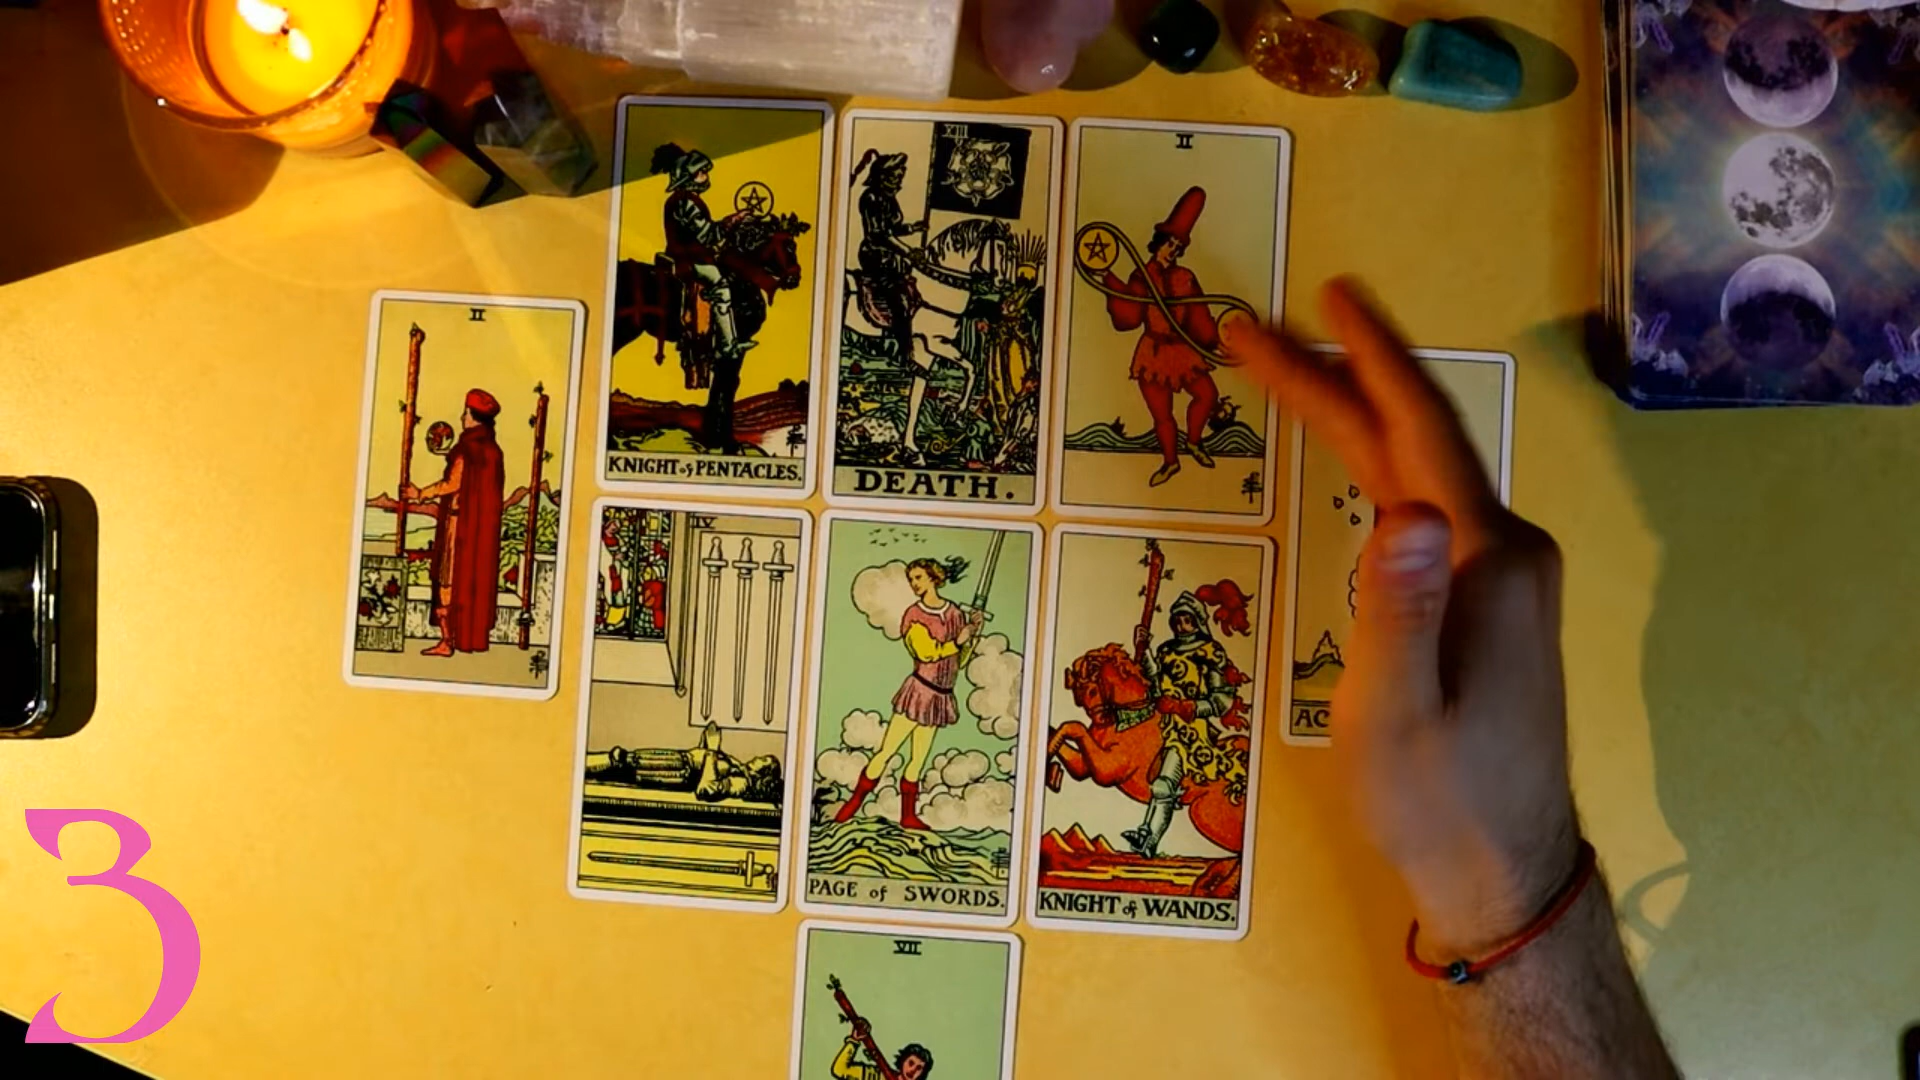 XIII
II
II
KNIGHT of PENTACLES.
DEATH.
IV
AC
PAGE of SWORDS.
KNIGHT of WANDS.
VII
3